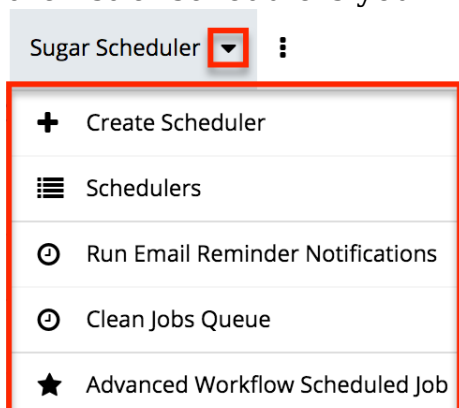 Sugar Scheduler
Create Scheduler
Schedulers
Run Email Reminder Notifications
Clean Jobs Queue
Advanced Workflow Scheduled Job